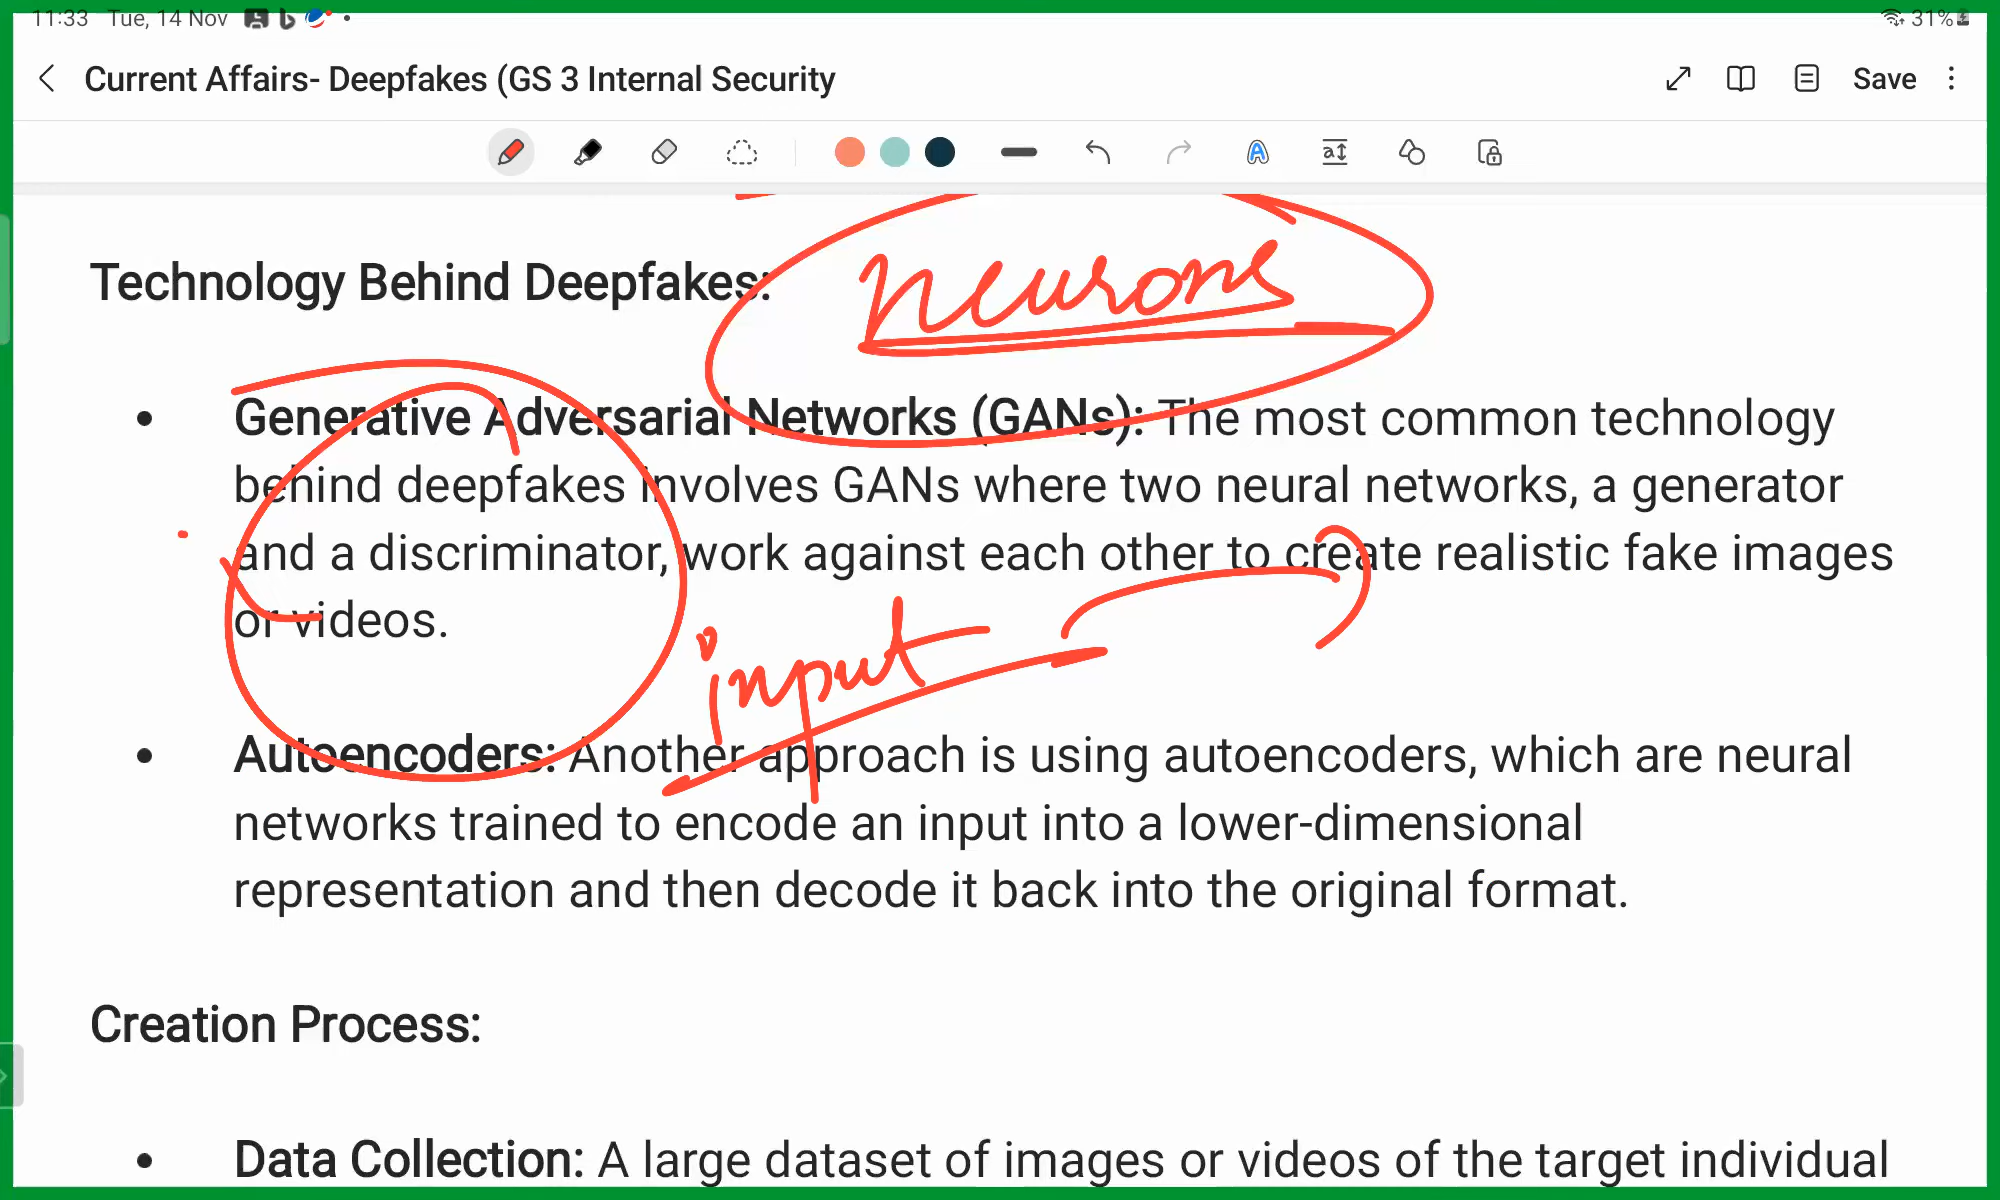 11:33 Tue, 14 Nov 31%
Current Affairs- Deepfakes (GS 3 Internal Security
Save
Technology Behind Deepfakes:
neurons
• Generative Adversarial Networks (GANs): The most common technology
behind deepfakes involves GANs where two neural networks, a generator
and a discriminator, work against each other to create realistic fake images
or videos.
input
• Autoencoders: Another approach is using autoencoders, which are neural
networks trained to encode an input into a lower-dimensional
representation and then decode it back into the original format.
Creation Process:
• Data Collection: A large dataset of images or videos of the target individual